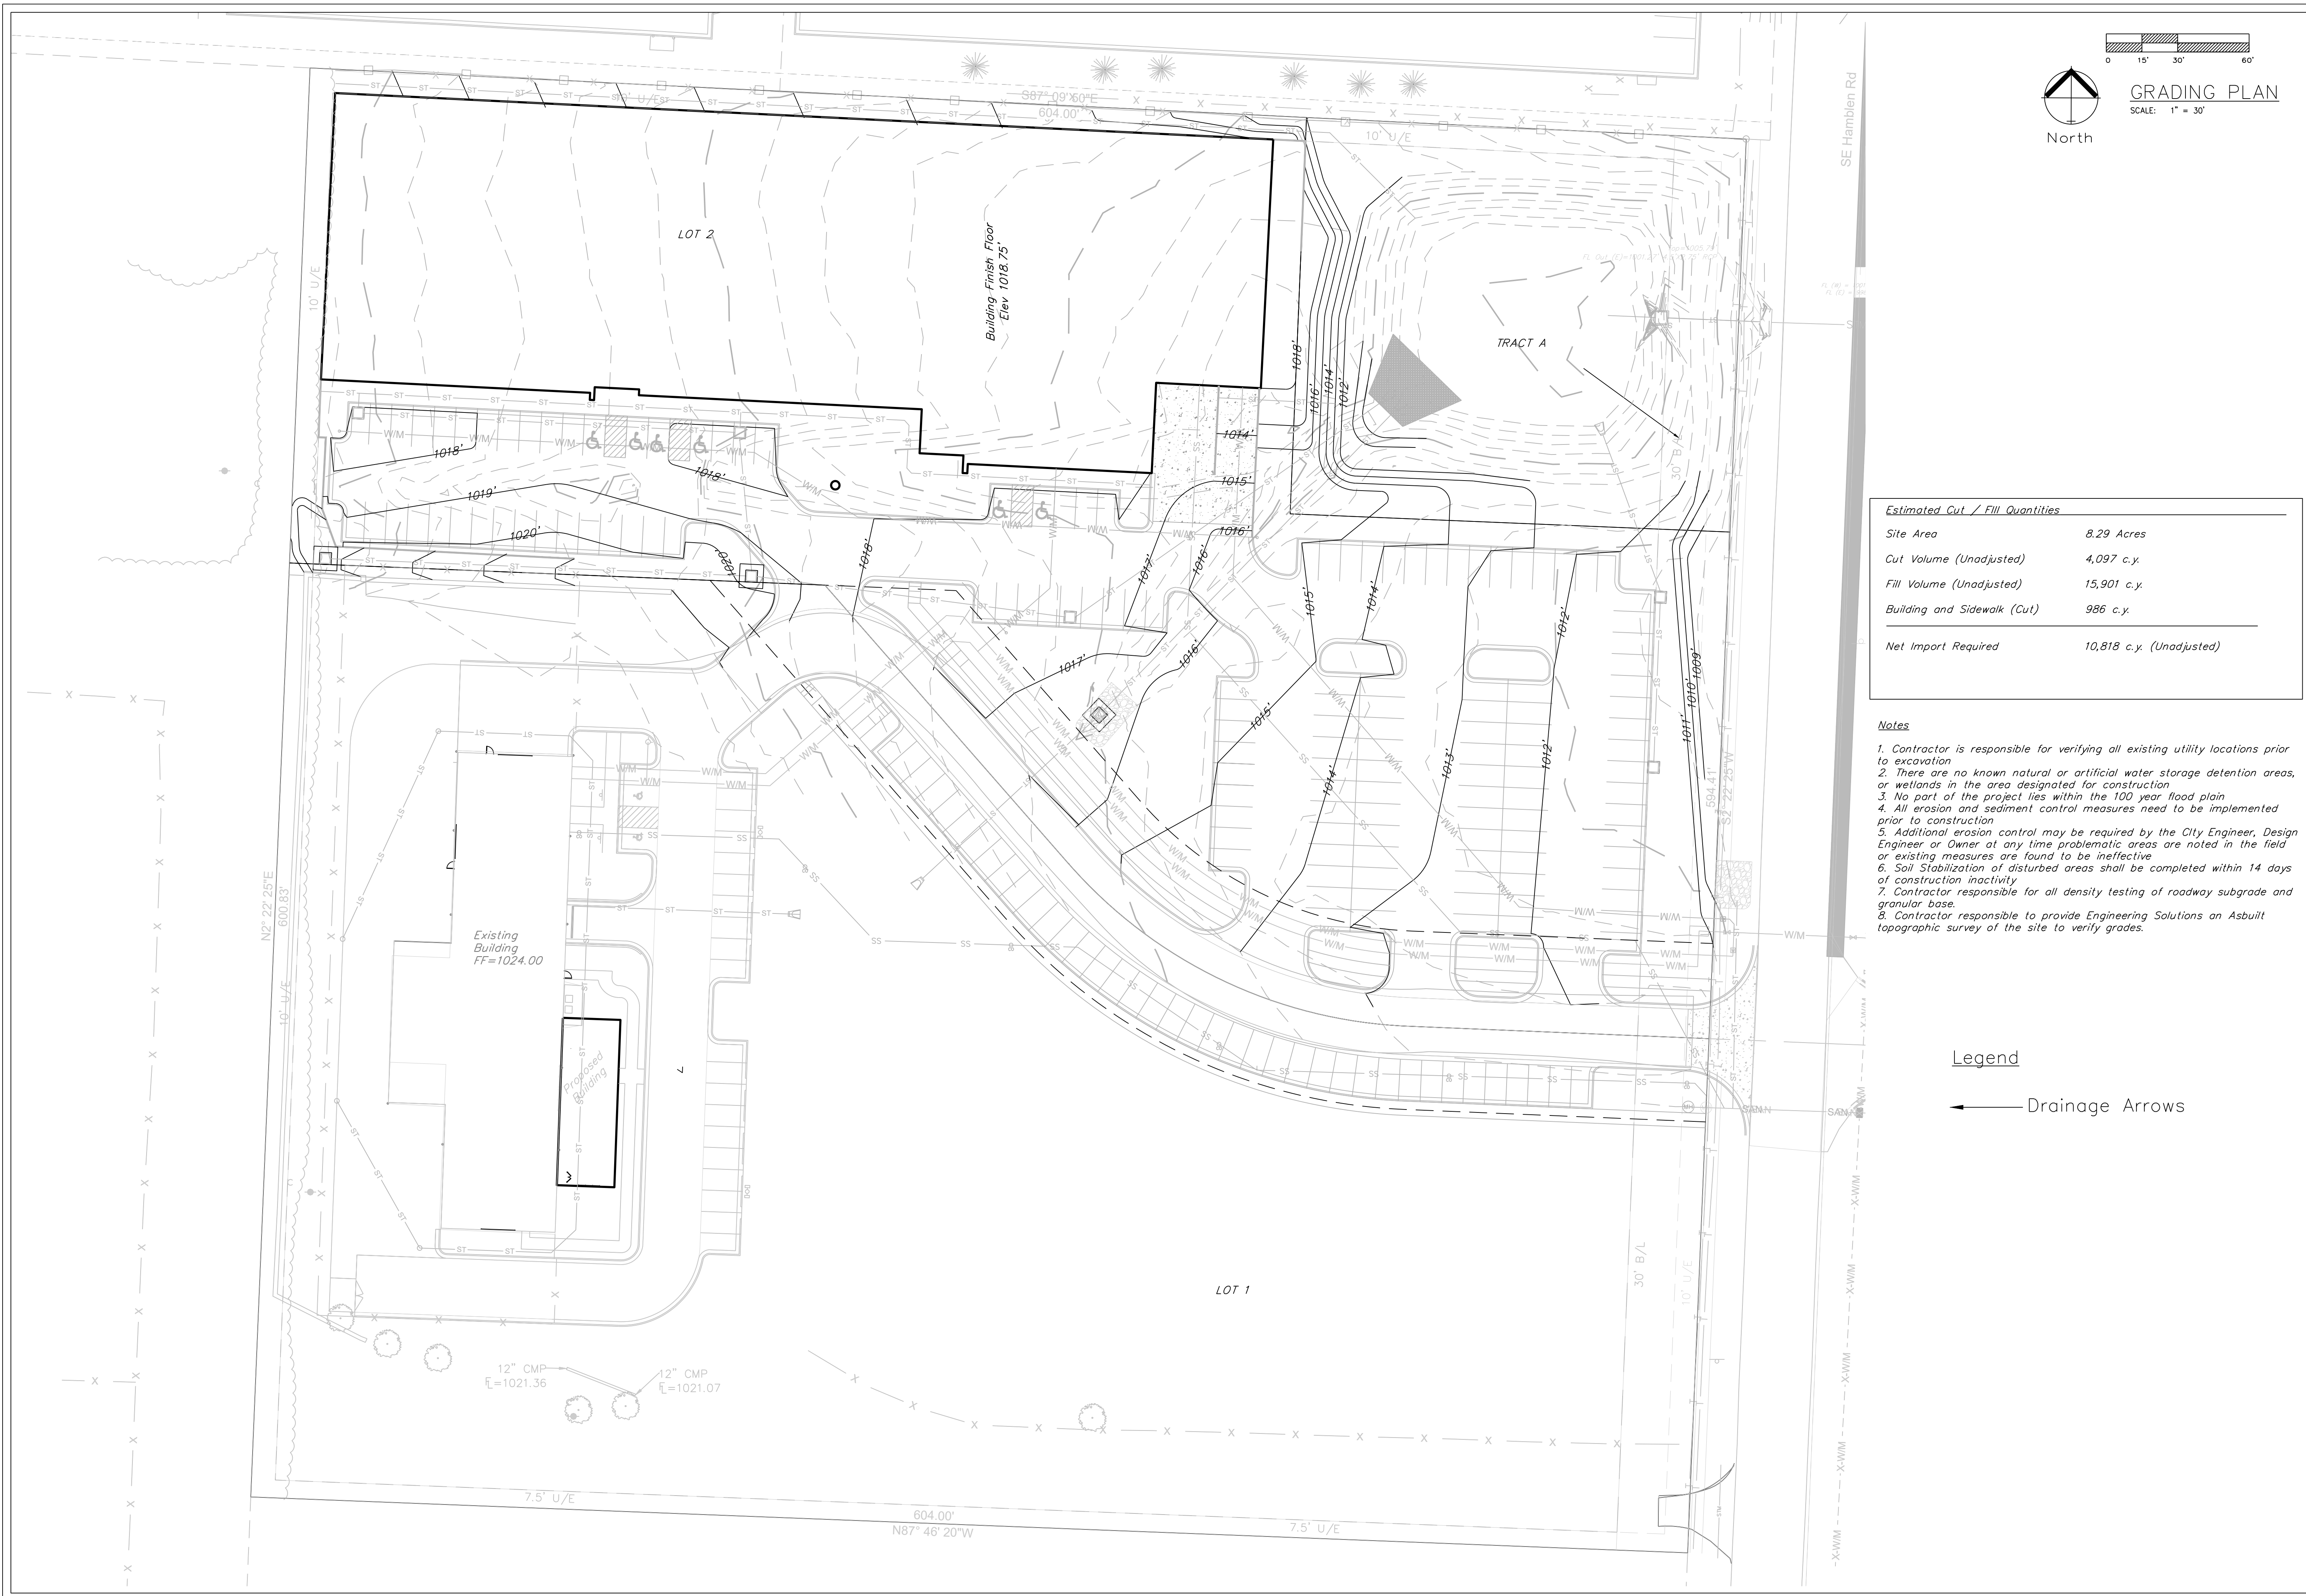 0 15' 30' 60'
GRADING PLAN
SCALE: 1" = 30'
North
SE Hamblen Rd
S87° 09' 50"E
604.00'
10' U/E
10' U/E
LOT 2
Building Finish Floor
Elev 1018.75'
TRACT A
30' B/L
1018'
1016'
1014'
1012'
1018'
1018'
1019'
1020'
1020'
1018'
1014'
1015'
1016'
1017'
1016'
1017'
1016'
1015'
1014'
1012'
1015'
1014'
1013'
1012'
1011'
1010'
1009'
594.41'
S2° 22' 25"W
Estimated Cut / Fill Quantities
Site Area 8.29 Acres
Cut Volume (Unadjusted) 4,097 c.y.
Fill Volume (Unadjusted) 15,901 c.y.
Building and Sidewalk (Cut) 986 c.y.
Net Import Required 10,818 c.y. (Unadjusted)
Notes
1. Contractor is responsible for verifying all existing utility locations prior
to excavation
2. There are no known natural or artificial water storage detention areas,
or wetlands in the area designated for construction
3. No part of the project lies within the 100 year flood plain
4. All erosion and sediment control measures need to be implemented
prior to construction
5. Additional erosion control may be required by the CIty Engineer, Design
Engineer or Owner at any time problematic areas are noted in the field
or existing measures are found to be ineffective
6. Soil Stabilization of disturbed areas shall be completed within 14 days
of construction inactivity
7. Contractor responsible for all density testing of roadway subgrade and
granular base.
8. Contractor responsible to provide Engineering Solutions an Asbuilt
topographic survey of the site to verify grades.
Legend
Drainage Arrows
N2° 22' 25"E
600.83'
10' U/E
Existing
Building
FF=1024.00
Proposed
Building
LOT 1
30' B/L
10' U/E
12" CMP
FL=1021.36
12" CMP
FL=1021.07
7.5' U/E
604.00'
N87° 46' 20"W
7.5' U/E